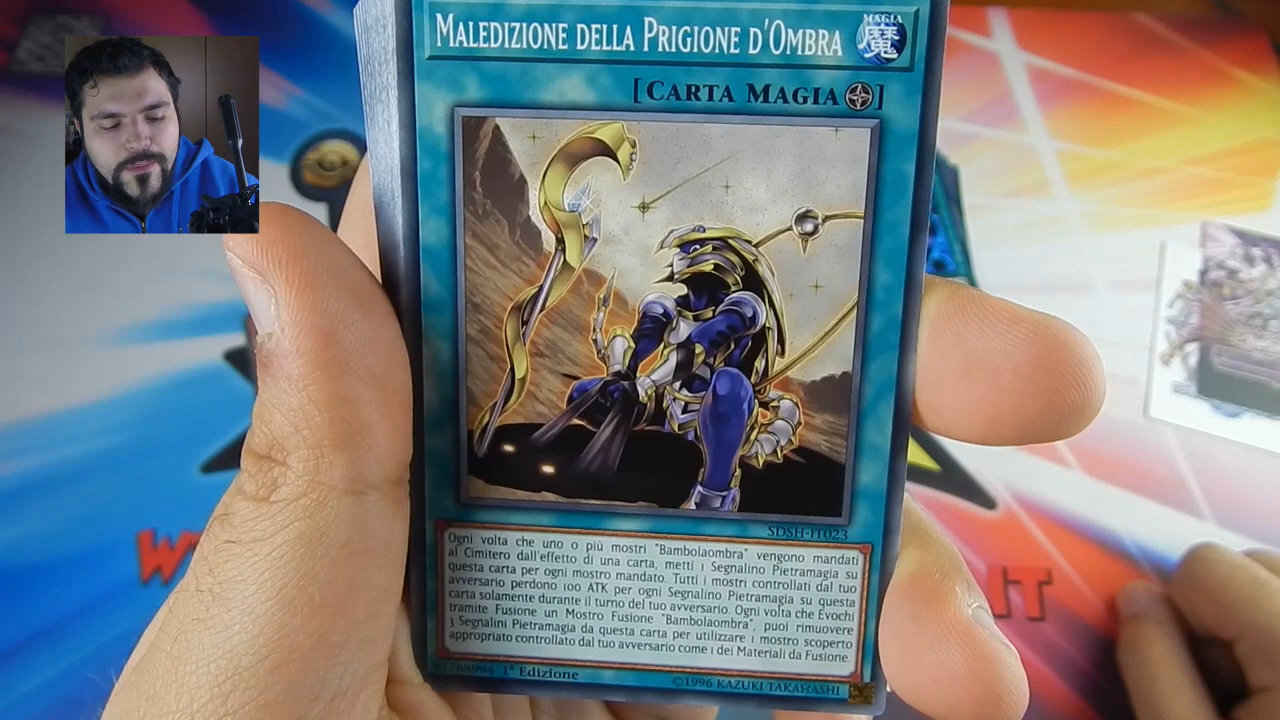 MALEDIZIONE DELLA PRIGIONE D'OMBRA
MAGIA
魔
[CARTA MAGIA]
SDSH-IT023
Ogni volta che uno o più mostri "Bambolaombra" vengono mandati
al Cimitero dall'effetto di una carta, metti 1 Segnalino Pietramagia su
questa carta per ogni mostro mandato. Tutti i mostri controllati dal tuo
avversario perdono 100 ATK per ogni Segnalino Pietramagia su questa
carta solamente durante il turno del tuo avversario. Ogni volta che Evochi
tramite Fusione un Mostro Fusione "Bambolaombra", puoi rimuovere
3 Segnalini Pietramagia da questa carta per utilizzare 1 mostro scoperto
appropriato controllato dal tuo avversario come 1 dei Materiali da Fusione
1ª Edizione
©1996 KAZUKI TAKAHASHI
IT